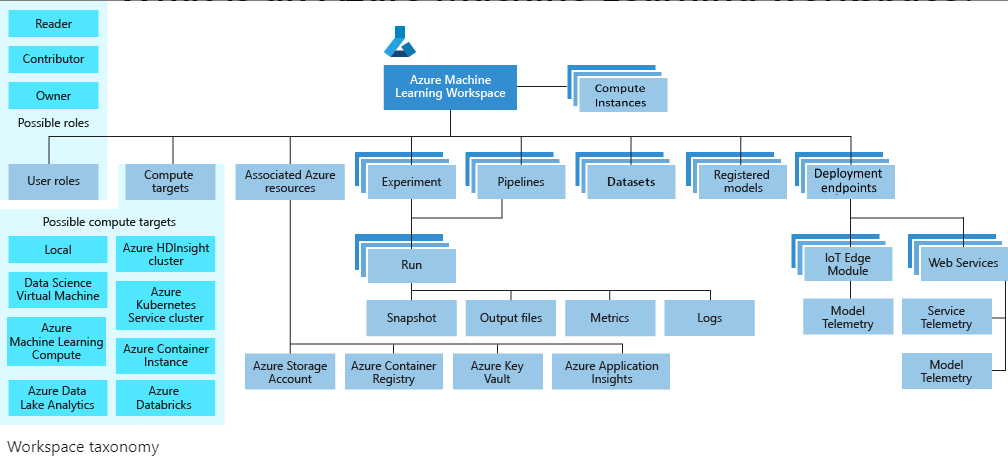 Reader
Contributor
Owner
Possible roles
Azure Machine
Learning Workspace
Compute
Instances
User roles
Compute
targets
Associated Azure
resources
Experiment
Pipelines
Datasets
Registered
models
Deployment
endpoints
Possible compute targets
Local
Azure HDInsight
cluster
Data Science
Virtual Machine
Azure
Kubernetes
Service cluster
Azure
Machine Learning
Compute
Azure Container
Instance
Azure Data
Lake Analytics
Azure
Databricks
Run
IoT Edge
Module
Web Services
Snapshot
Output files
Metrics
Logs
Model
Telemetry
Service
Telemetry
Azure Storage
Account
Azure Container
Registry
Azure Key
Vault
Azure Application
Insights
Model
Telemetry
Workspace taxonomy